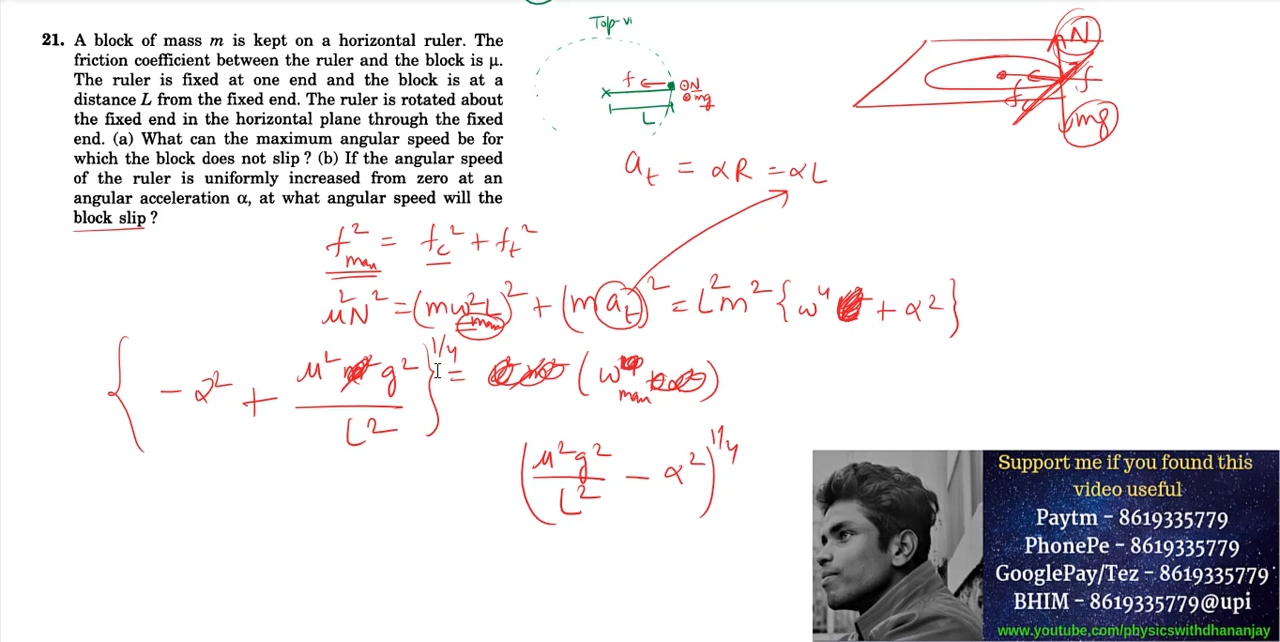 21. A block of mass m is kept on a horizontal ruler. The
friction coefficient between the ruler and the block is μ.
The ruler is fixed at one end and the block is at a
distance L from the fixed end. The ruler is rotated about
the fixed end in the horizontal plane through the fixed
end. (a) What can the maximum angular speed be for
which the block does not slip ? (b) If the angular speed
of the ruler is uniformly increased from zero at an
angular acceleration α, at what angular speed will the
block slip ?
Top-vi
f
N
mg
L
N
f
f
mg
a_t = αR = αL
f²_max = f_c² + f_t²
μ²N² = (mω²L)² + (m a_t)² = L²m² {ω⁴ + α²}
max
{ -α² + μ² g² / L² }^1/4 = (ω max)
(μ²g² / L² - α²)^1/4
Support me if you found this
video useful
Paytm - 8619335779
PhonePe - 8619335779
GooglePay/Tez - 8619335779
BHIM - 8619335779@upi
www.youtube.com/physicswithdhananjay